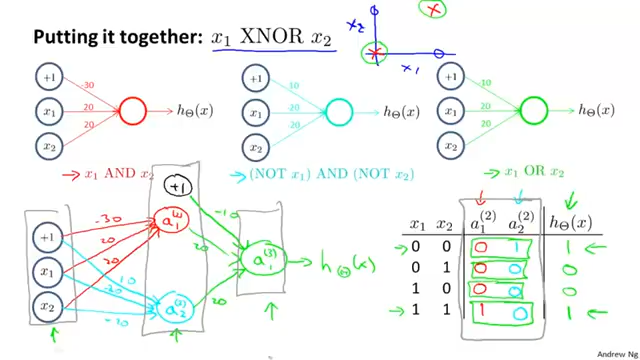 Putting it together: x₁ XNOR x₂
x₂
x₁
+1
-30
x₁
20
hΘ(x)
x₂
20
→ x₁ AND x₂
+1
10
x₁
-20
hΘ(x)
x₂
-20
→ (NOT x₁) AND (NOT x₂)
+1
-10
x₁
20
hΘ(x)
x₂
20
→ x₁ OR x₂
+1
+1
x₁
x₂
-30
20
20
10
-20
-20
a₁⁽²⁾
a₂⁽²⁾
-10
20
20
a₁⁽³⁾
hΘ(x)
x₁ x₂ a₁⁽²⁾ a₂⁽²⁾ hΘ(x)
→ 0 0 0 1 1 ←
0 1 0 0 0
1 0 0 0 0
→ 1 1 1 0 1 ←
Andrew Ng